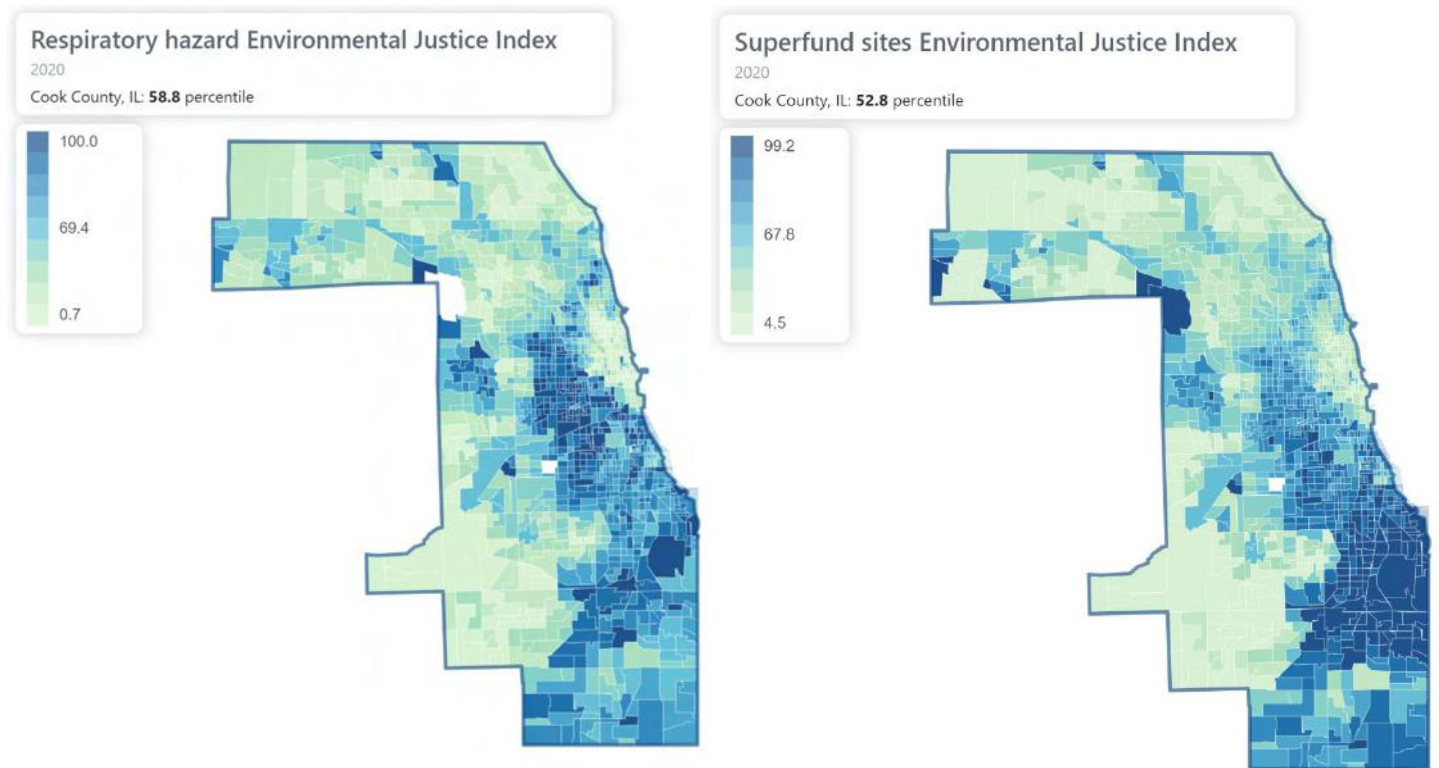 Respiratory hazard Environmental Justice Index
2020
Cook County, IL: 58.8 percentile
100.0
69.4
0.7
Superfund sites Environmental Justice Index
2020
Cook County, IL: 52.8 percentile
99.2
67.8
4.5